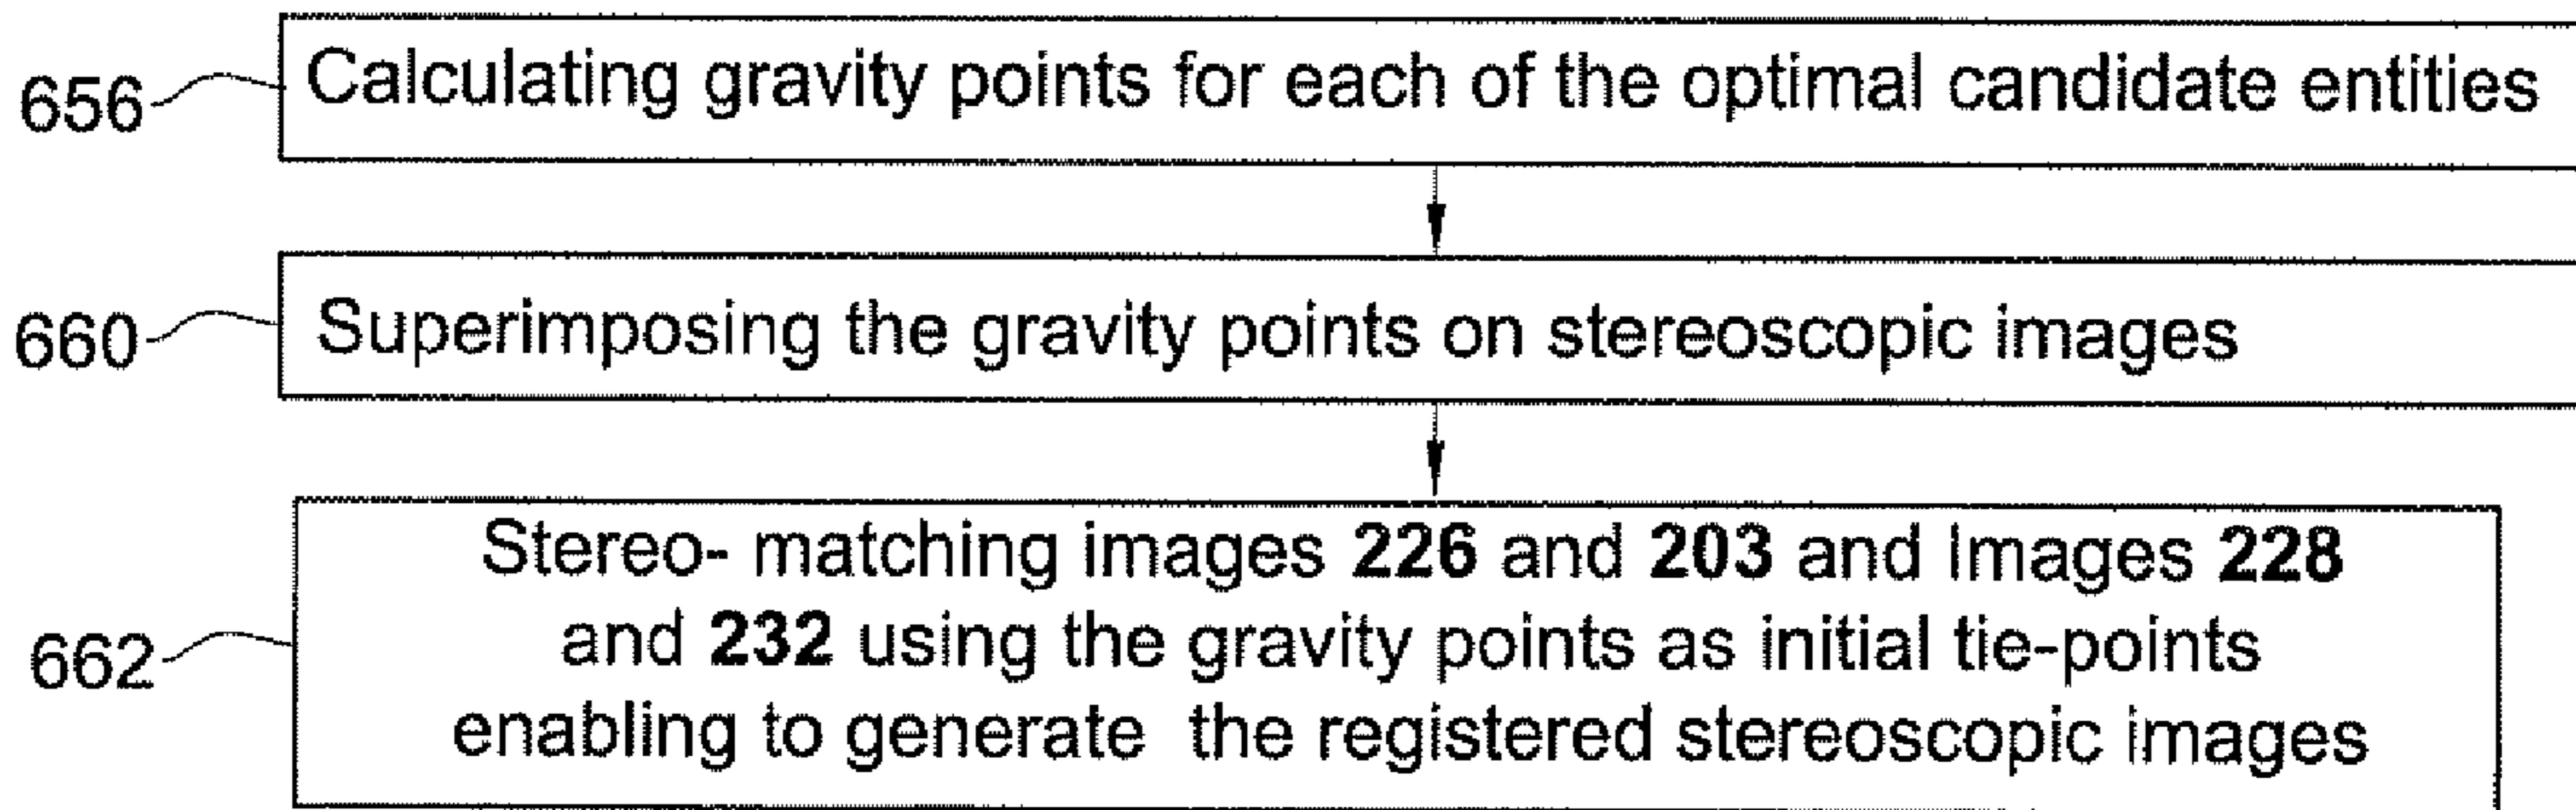 656 Calculating gravity points for each of the optimal candidate entities
660 Superimposing the gravity points on stereoscopic images
Stereo- matching images 226 and 203 and Images 228
662 and 232 using the gravity points as initial tie-points
enabling to generate the registered stereoscopic images